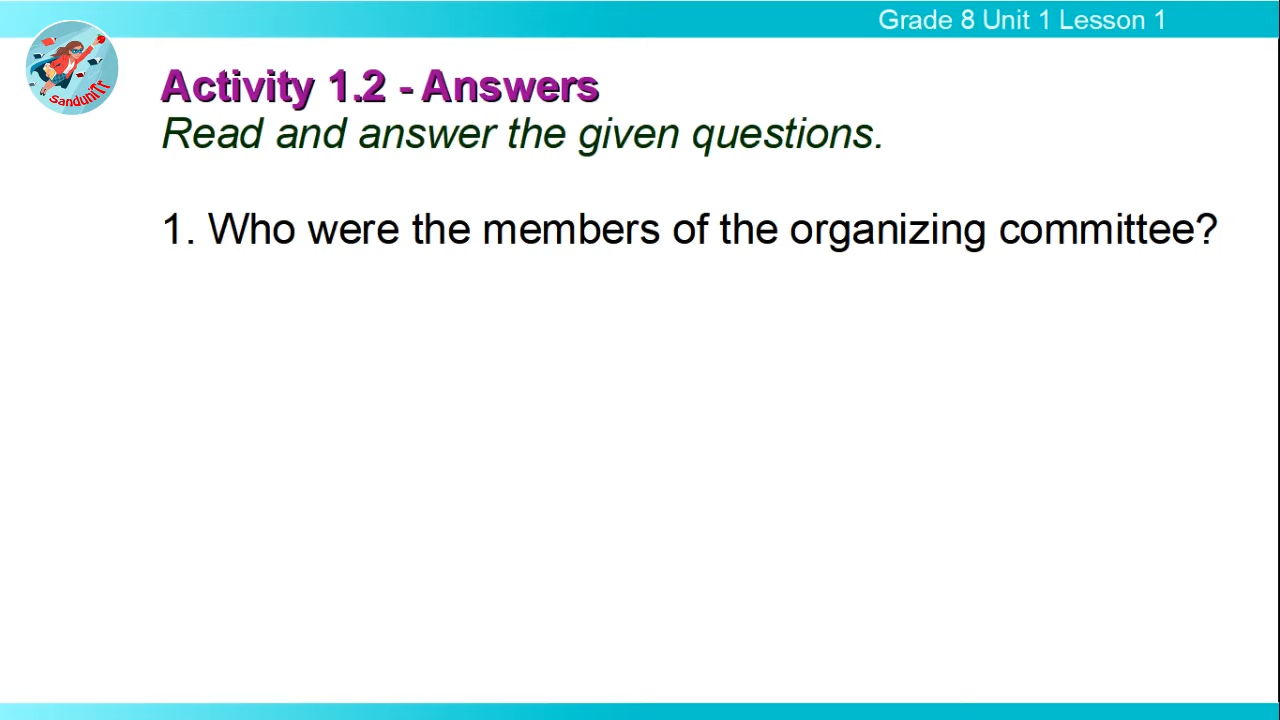 Grade 8 Unit 1 Lesson 1
SanduniTr
Activity 1.2 - Answers
Read and answer the given questions.
1. Who were the members of the organizing committee?